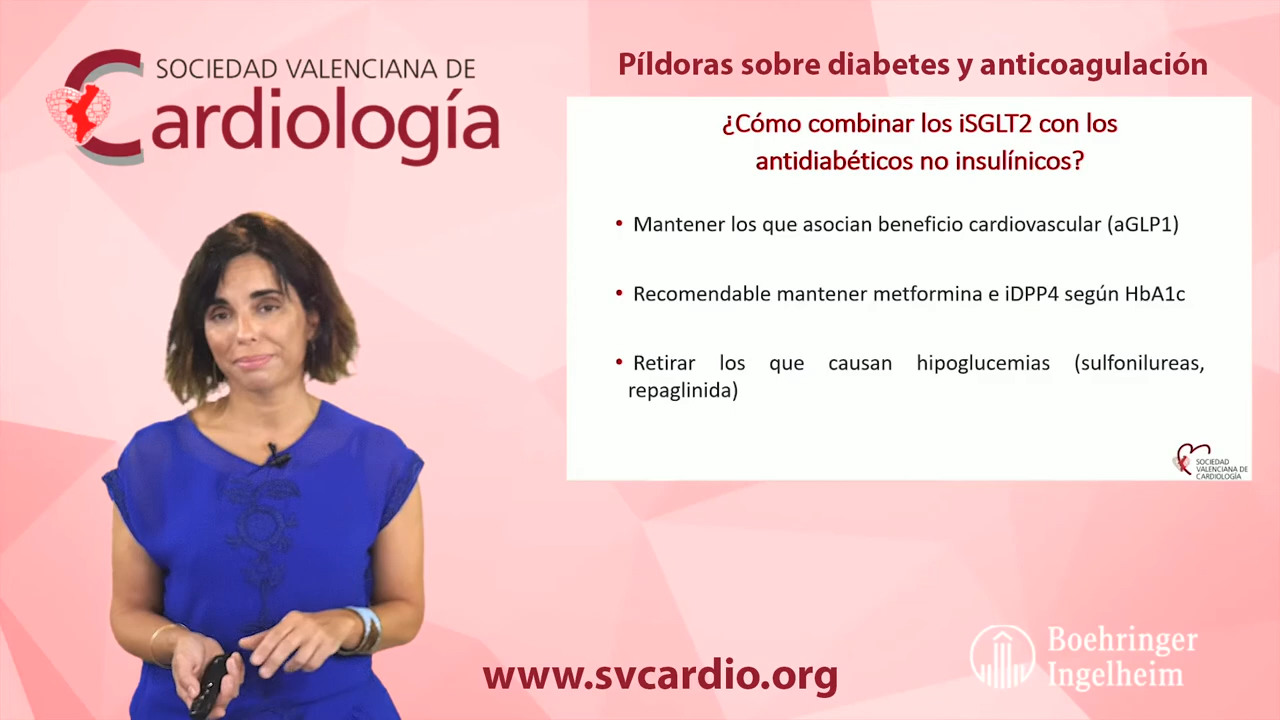 SOCIEDAD VALENCIANA DE
Cardiología
Píldoras sobre diabetes y anticoagulación
¿Cómo combinar los iSGLT2 con los
antidiabéticos no insulínicos?
• Mantener los que asocian beneficio cardiovascular (aGLP1)
• Recomendable mantener metformina e iDPP4 según HbA1c
• Retirar los que causan hipoglucemias (sulfonilureas,
repaglinida)
SOCIEDAD
VALENCIANA DE
CARDIOLOGÍA
www.svcardio.org
Boehringer
Ingelheim